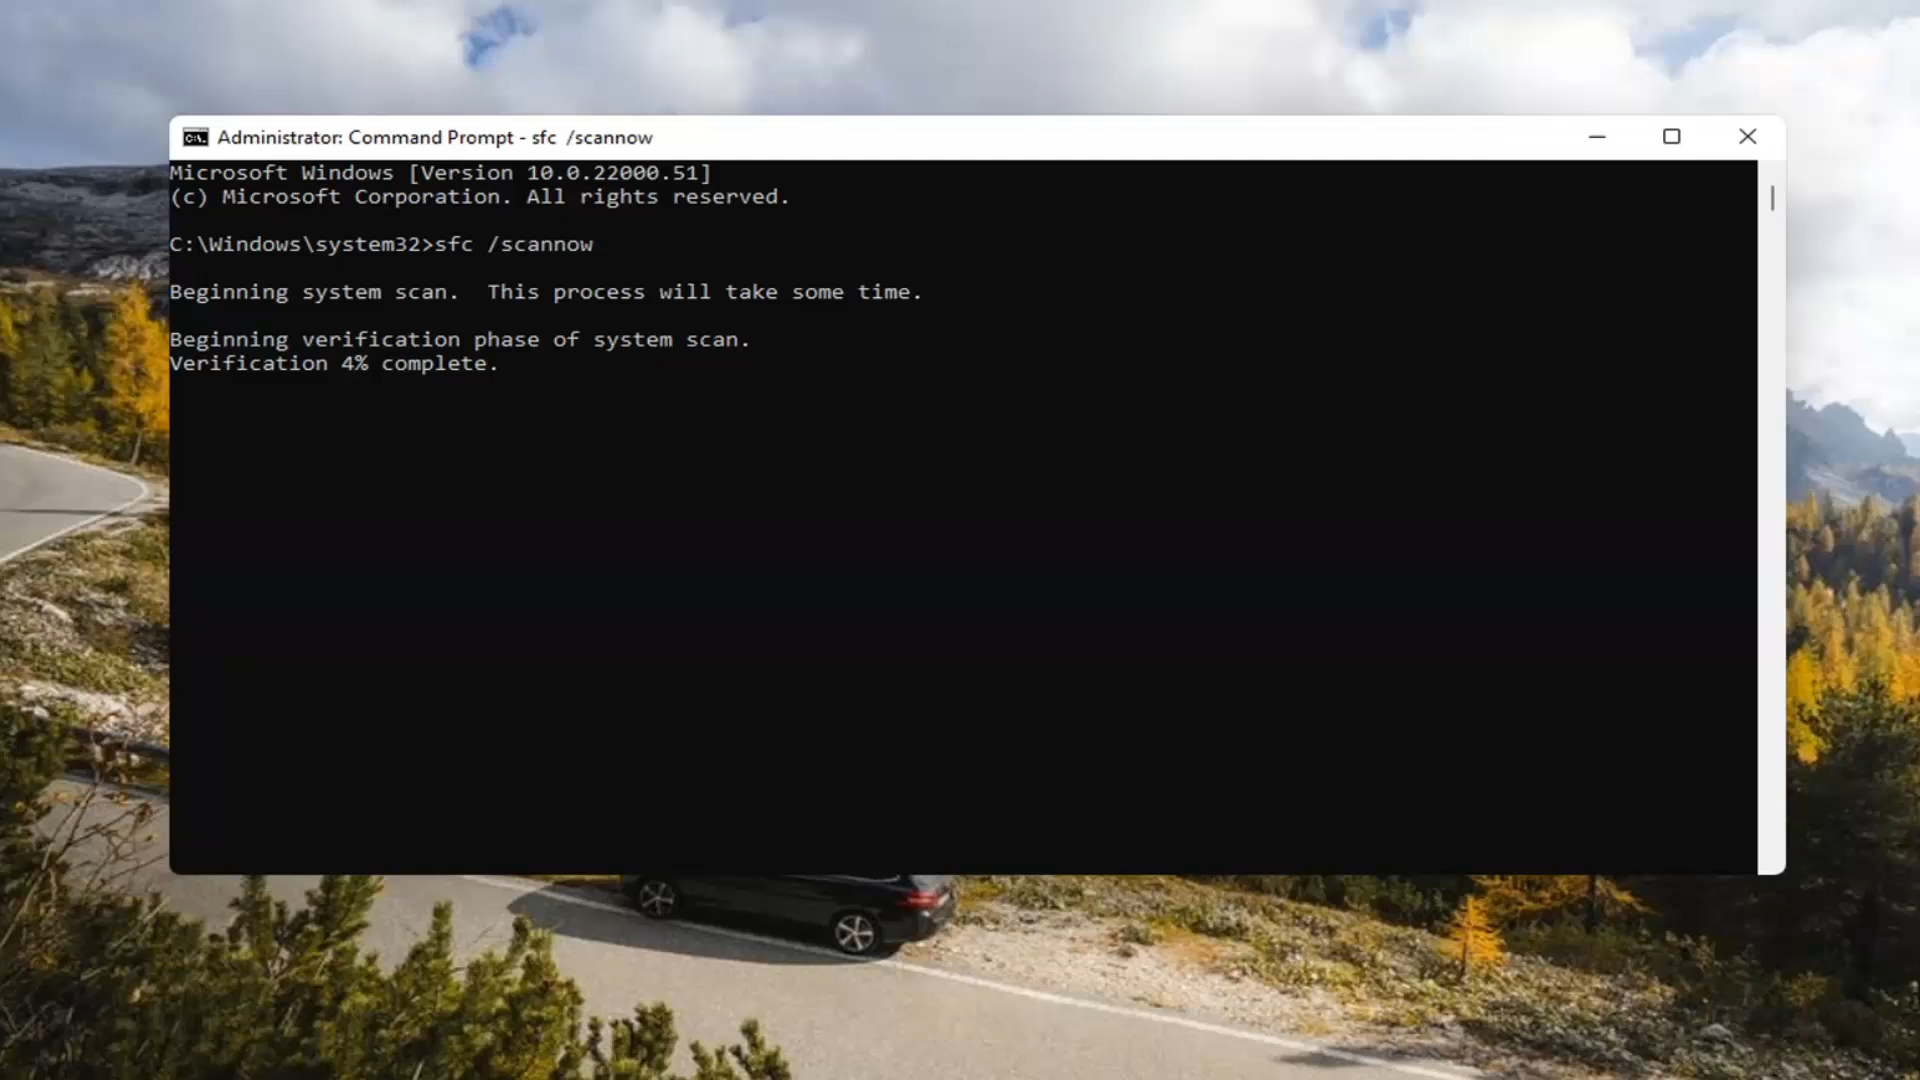 Administrator: Command Prompt - sfc  /scannow
Microsoft Windows [Version 10.0.22000.51]
(c) Microsoft Corporation. All rights reserved.
C:\Windows\system32>sfc /scannow
Beginning system scan.  This process will take some time.
Beginning verification phase of system scan.
Verification 4% complete.